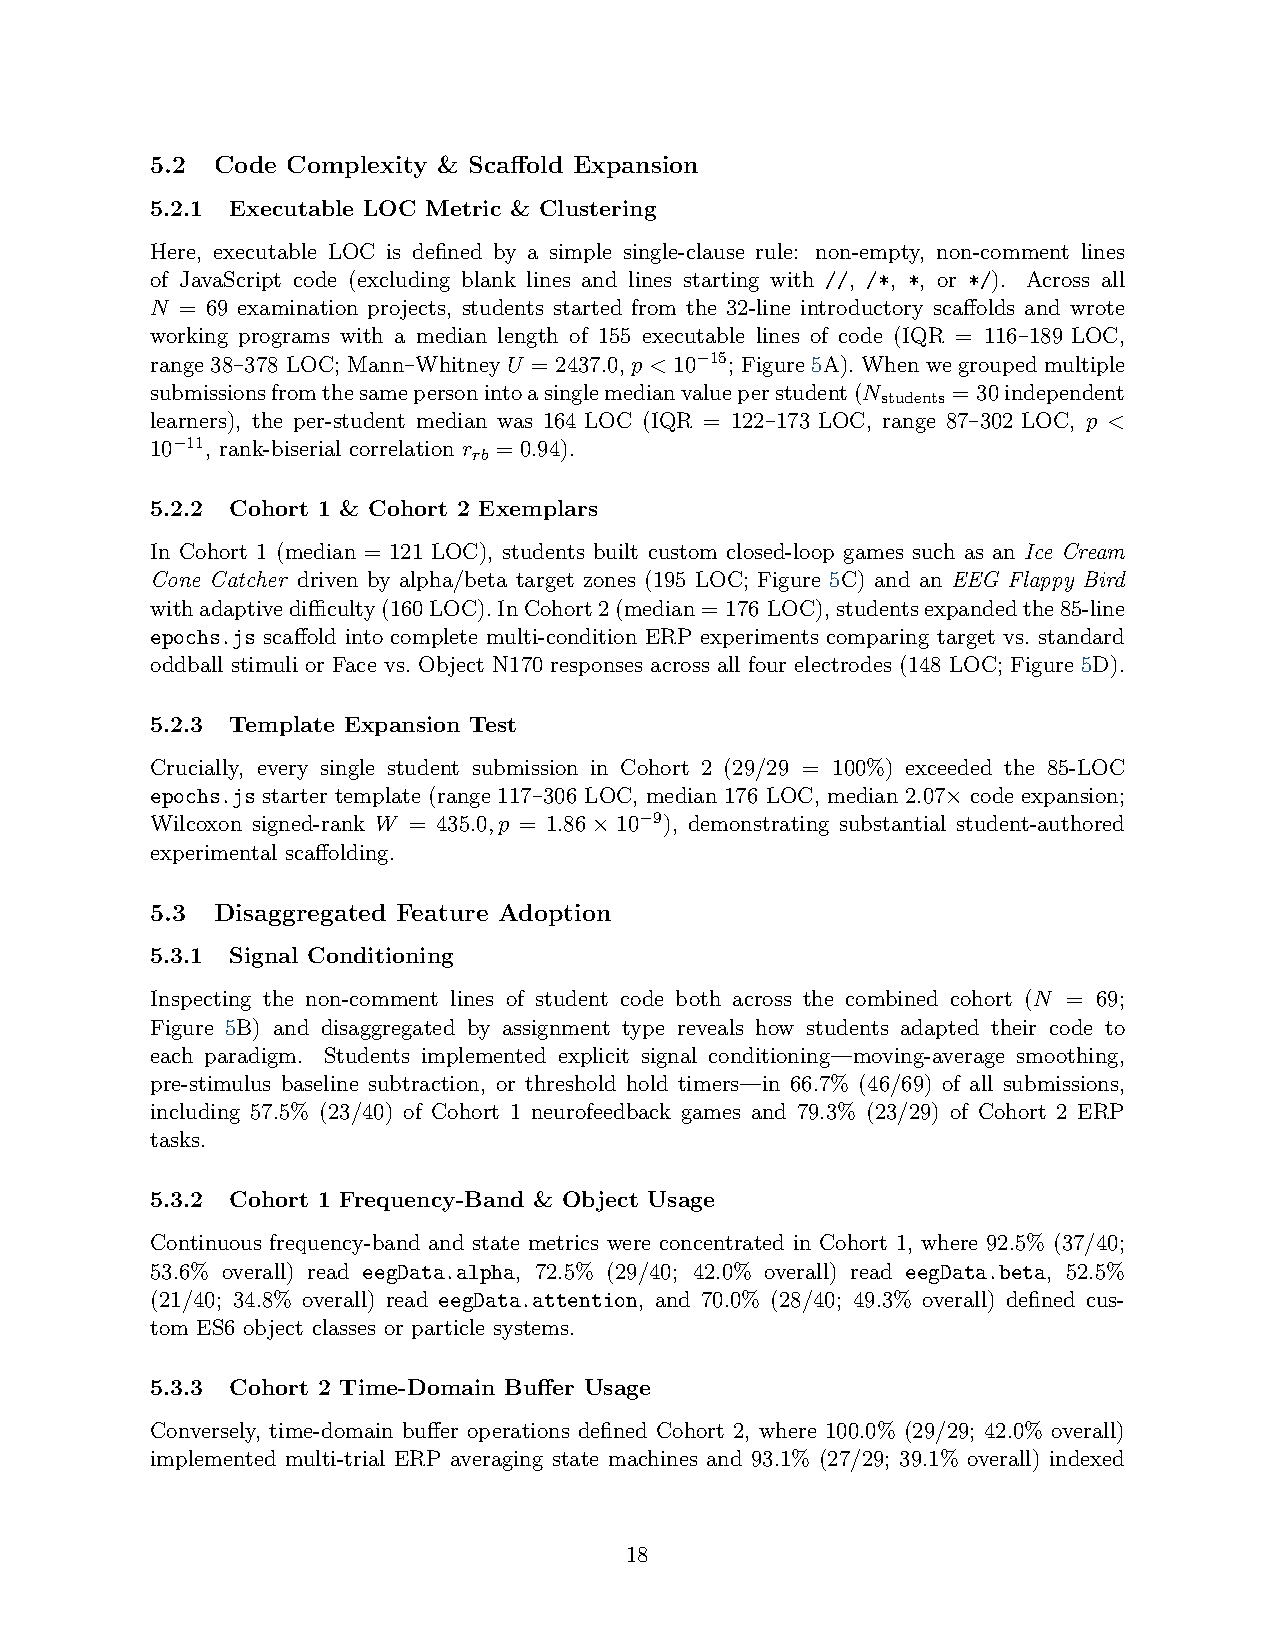 5.2 Code Complexity & Scaffold Expansion
5.2.1 Executable LOC Metric & Clustering
Here, executable LOC is defined by a simple single-clause rule: non-empty, non-comment lines
of JavaScript code (excluding blank lines and lines starting with //, /*, *, or */). Across all
N = 69 examination projects, students started from the 32-line introductory scaffolds and wrote
working programs with a median length of 155 executable lines of code (IQR = 116–189 LOC,
range 38–378 LOC; Mann–Whitney U = 2437.0, p < 10⁻¹⁵; Figure 5A). When we grouped multiple
submissions from the same person into a single median value per student (N_students = 30 independent
learners), the per-student median was 164 LOC (IQR = 122–173 LOC, range 87–302 LOC, p <
10⁻¹¹, rank-biserial correlation r_rb = 0.94).
5.2.2 Cohort 1 & Cohort 2 Exemplars
In Cohort 1 (median = 121 LOC), students built custom closed-loop games such as an Ice Cream
Cone Catcher driven by alpha/beta target zones (195 LOC; Figure 5C) and an EEG Flappy Bird
with adaptive difficulty (160 LOC). In Cohort 2 (median = 176 LOC), students expanded the 85-line
epochs.js scaffold into complete multi-condition ERP experiments comparing target vs. standard
oddball stimuli or Face vs. Object N170 responses across all four electrodes (148 LOC; Figure 5D).
5.2.3 Template Expansion Test
Crucially, every single student submission in Cohort 2 (29/29 = 100%) exceeded the 85-LOC
epochs.js starter template (range 117–306 LOC, median 176 LOC, median 2.07× code expansion;
Wilcoxon signed-rank W = 435.0, p = 1.86 × 10⁻⁹), demonstrating substantial student-authored
experimental scaffolding.
5.3 Disaggregated Feature Adoption
5.3.1 Signal Conditioning
Inspecting the non-comment lines of student code both across the combined cohort (N = 69;
Figure 5B) and disaggregated by assignment type reveals how students adapted their code to
each paradigm. Students implemented explicit signal conditioning—moving-average smoothing,
pre-stimulus baseline subtraction, or threshold hold timers—in 66.7% (46/69) of all submissions,
including 57.5% (23/40) of Cohort 1 neurofeedback games and 79.3% (23/29) of Cohort 2 ERP
tasks.
5.3.2 Cohort 1 Frequency-Band & Object Usage
Continuous frequency-band and state metrics were concentrated in Cohort 1, where 92.5% (37/40;
53.6% overall) read eegData.alpha, 72.5% (29/40; 42.0% overall) read eegData.beta, 52.5%
(21/40; 34.8% overall) read eegData.attention, and 70.0% (28/40; 49.3% overall) defined cus-
tom ES6 object classes or particle systems.
5.3.3 Cohort 2 Time-Domain Buffer Usage
Conversely, time-domain buffer operations defined Cohort 2, where 100.0% (29/29; 42.0% overall)
implemented multi-trial ERP averaging state machines and 93.1% (27/29; 39.1% overall) indexed
18